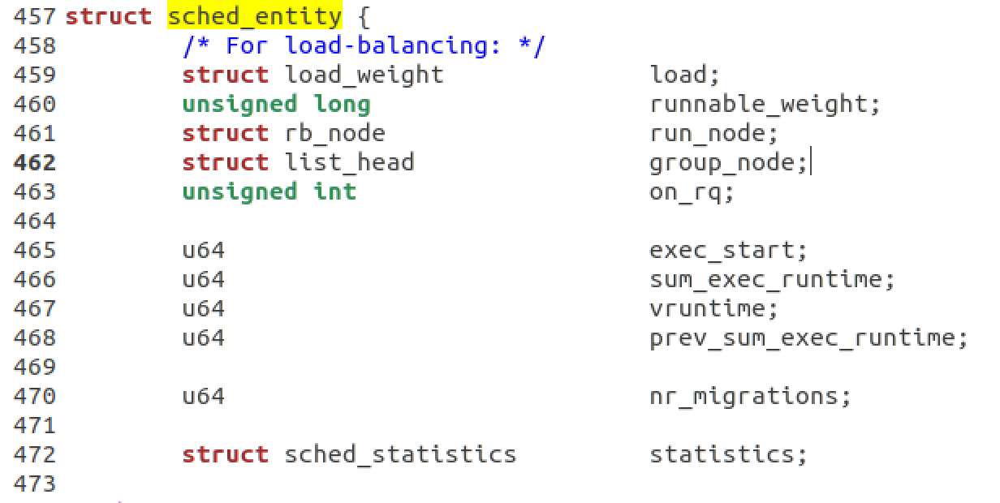 457 struct sched_entity {
458         /* For load-balancing: */
459         struct load_weight              load;
460         unsigned long                   runnable_weight;
461         struct rb_node                  run_node;
462         struct list_head                group_node;
463         unsigned int                    on_rq;
464
465         u64                             exec_start;
466         u64                             sum_exec_runtime;
467         u64                             vruntime;
468         u64                             prev_sum_exec_runtime;
469
470         u64                             nr_migrations;
471
472         struct sched_statistics         statistics;
473